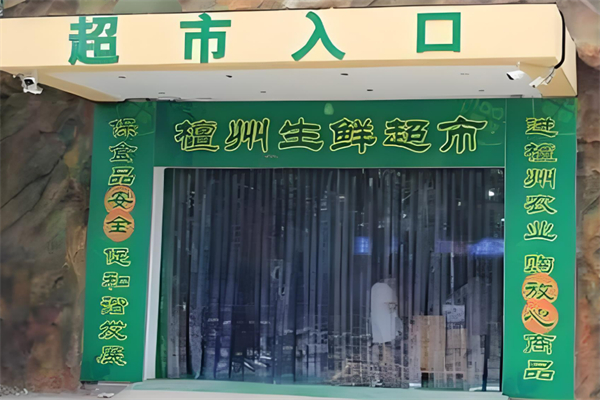 超市入口
檀州生鲜超市
保食品安全促和谐发展
进檀州农业购放心商品